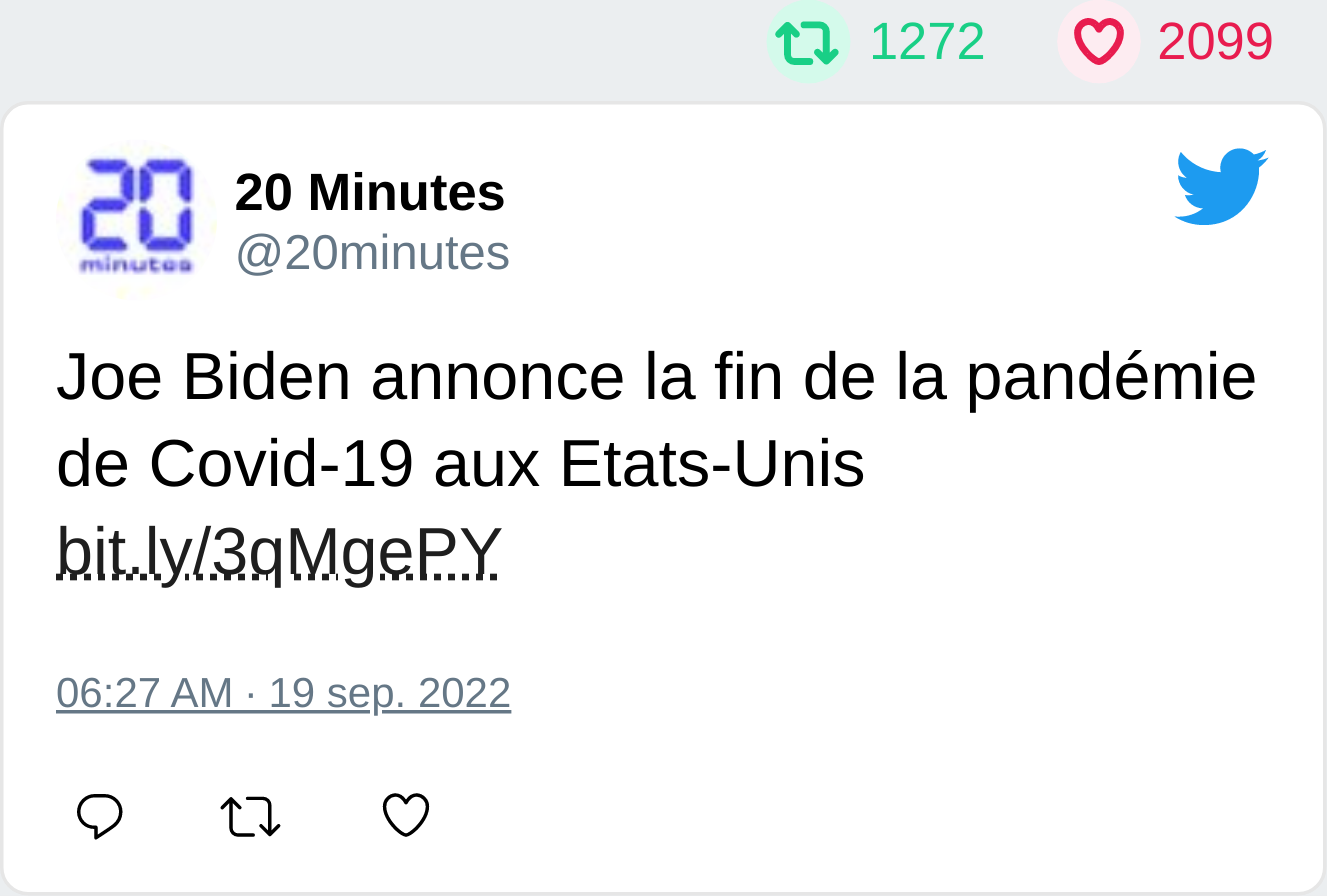 1272 2099
20 minutes
20 Minutes
@20minutes
Joe Biden annonce la fin de la pandémie
de Covid-19 aux Etats-Unis
bit.ly/3qMgePY
06:27 AM · 19 sep. 2022